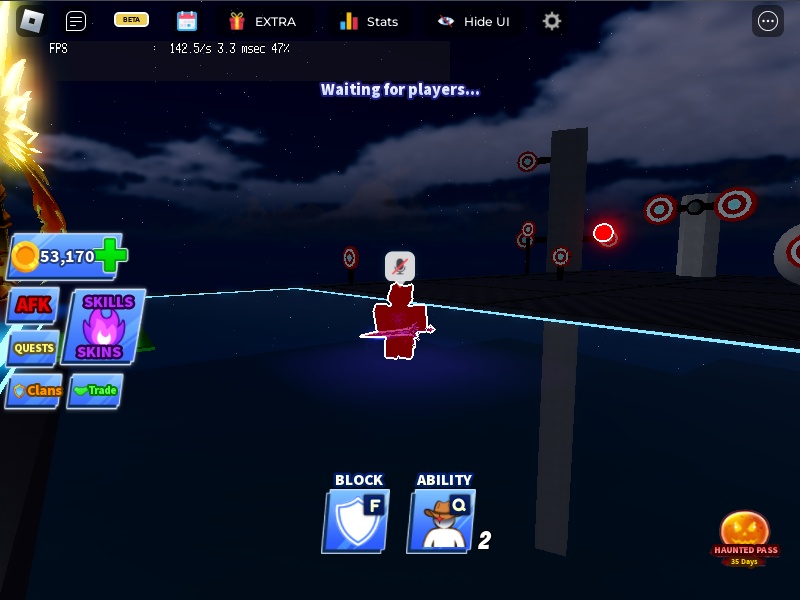 BETA
EXTRA
Stats
Hide UI
FPS : 142.5/s 3.3 msec 47%
Waiting for players...
53,170
AFK
SKILLS
SKINS
QUESTS
Clans
Trade
BLOCK
ABILITY
F
Q
2
HAUNTED PASS
35 Days